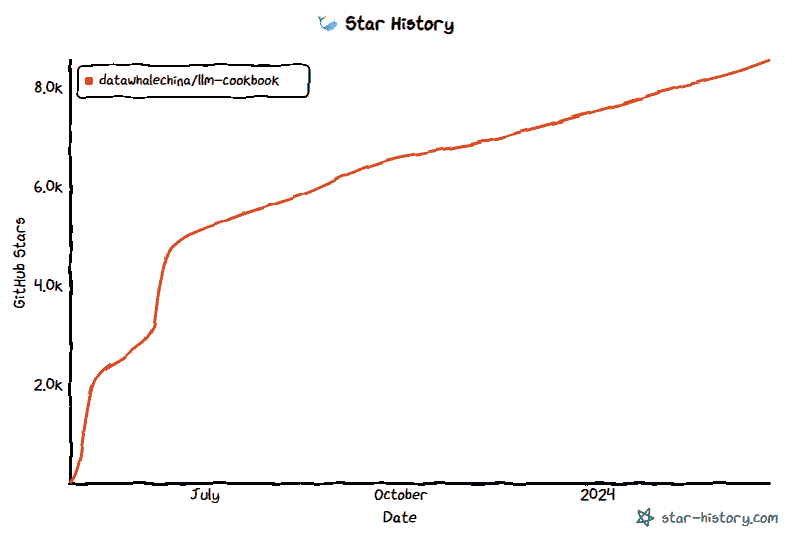 Star History
datawhalechina/llm-cookbook
8.0k
6.0k
4.0k
2.0k
GitHub Stars
July
October
2024
Date
star-history.com